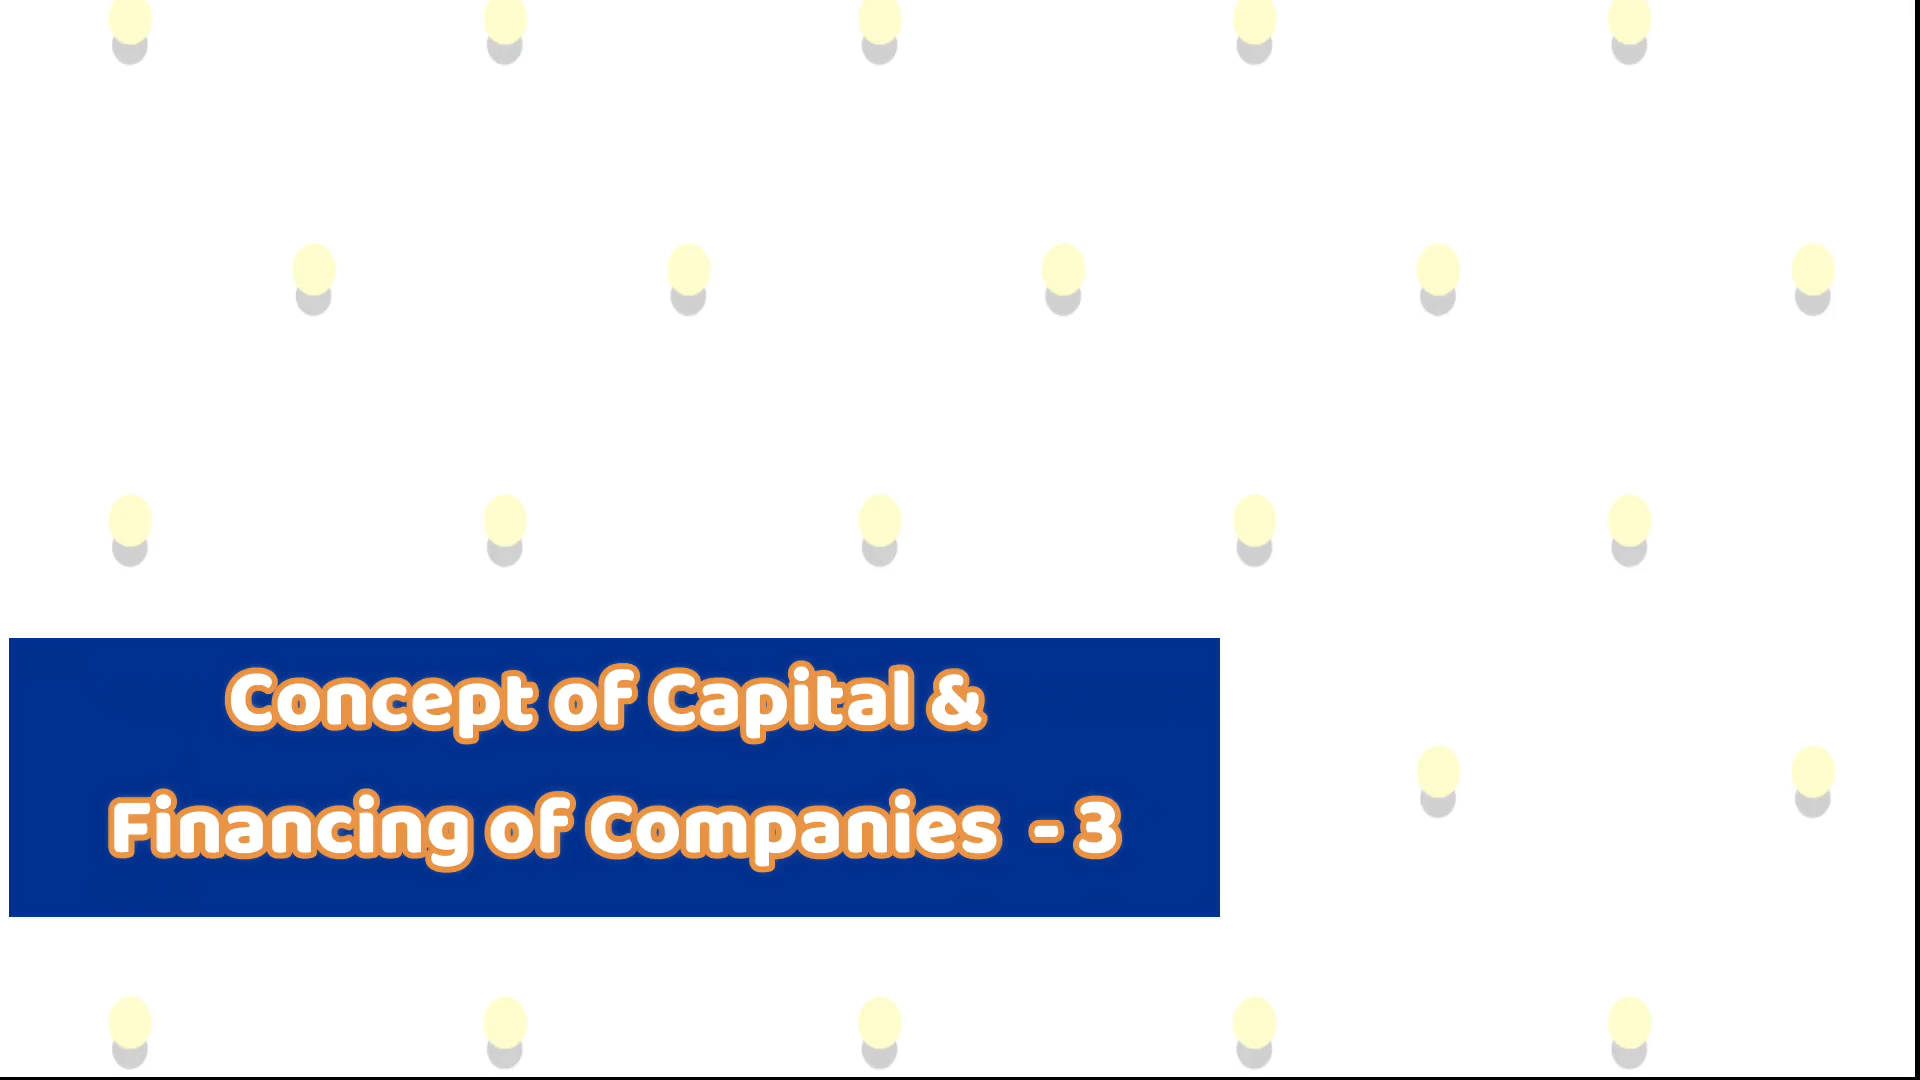 Concept of Capital &
Financing of Companies - 3